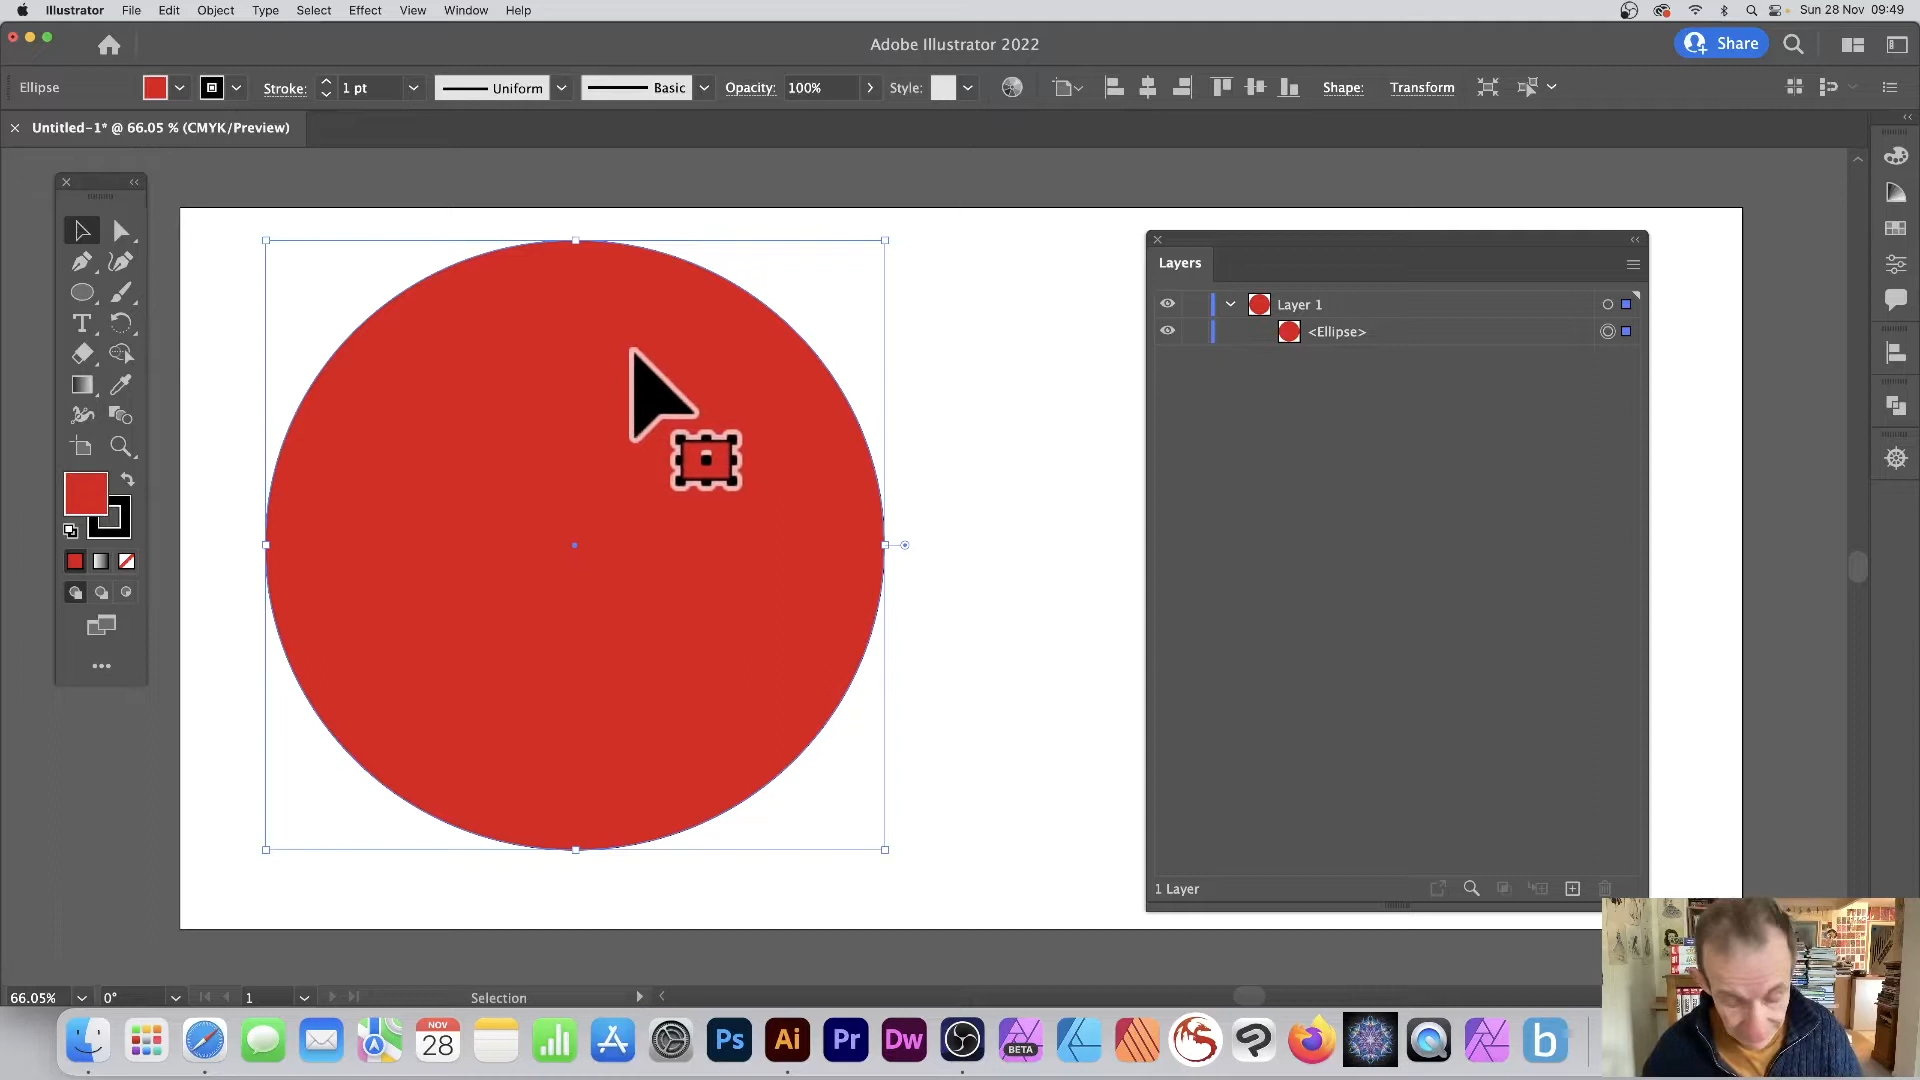 Illustrator File Edit Object Type Select Effect View Window Help Sun 28 Nov 09:49
Adobe Illustrator 2022
Share
Ellipse Stroke: 1 pt Uniform Basic Opacity: 100% Style: Shape: Transform
Untitled-1* @ 66.05 % (CMYK/Preview)
Layers
Layer 1
<Ellipse>
1 Layer
66.05% 0° 1 Selection
NOV
28
Ps Ai Pr Dw
BETA
b